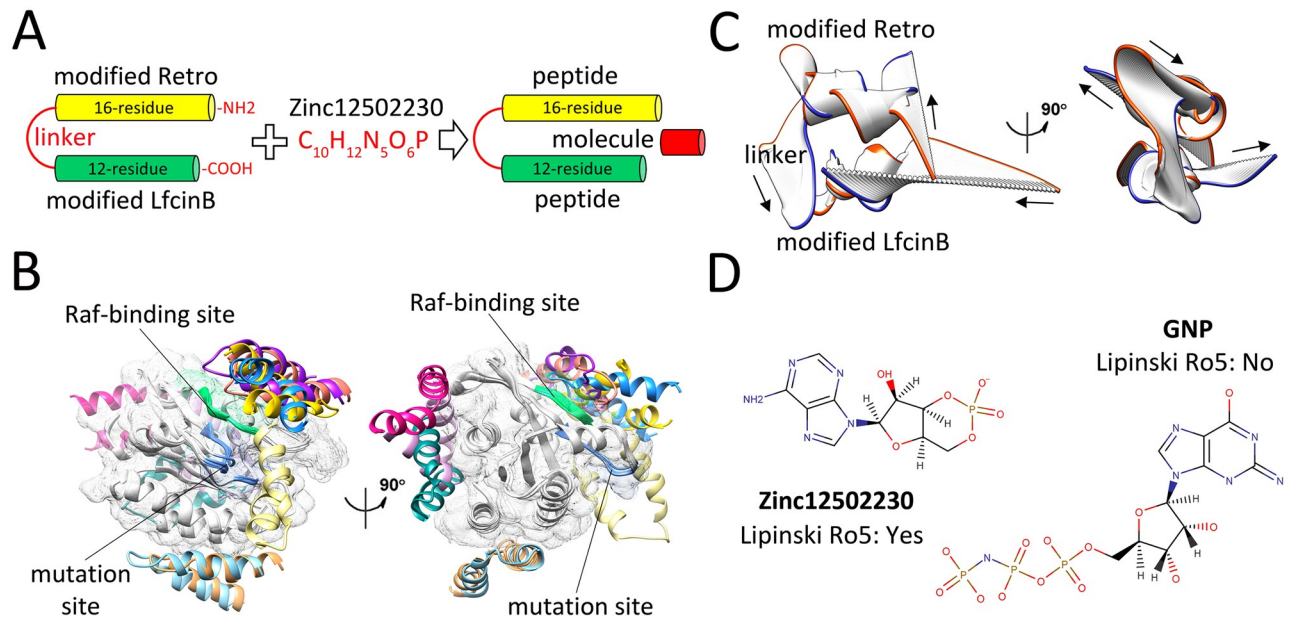 A
modified Retro
16-residue
-NH2
linker
12-residue
-COOH
modified LfcinB
Zinc12502230
C10H12N5O6P
peptide
16-residue
molecule
12-residue
peptide
B
Raf-binding site
mutation
site
90°
Raf-binding site
mutation site
C
modified Retro
linker
modified LfcinB
90°
D
N
N
NH2
N
N
N
OH
H
H
H
H
H
O
O
O
P
O-
O
Zinc12502230
Lipinski Ro5: Yes
GNP
Lipinski Ro5: No
O
N
N
N
N
N
H
O
O
H
H
H
H
O
O
P
O
O
O
P
O
O
N
P
O
O
O